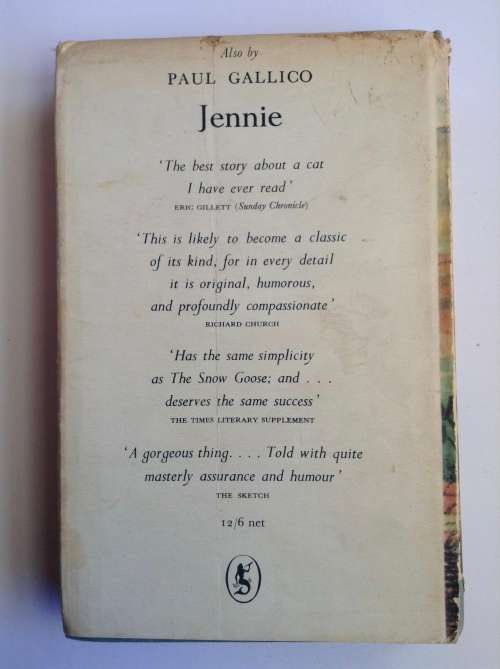 Also by
PAUL GALLICO
Jennie
‘The best story about a cat
I have ever read’
ERIC GILLETT (Sunday Chronicle)
‘This is likely to become a classic
of its kind, for in every detail
it is original, humorous,
and profoundly compassionate’
RICHARD CHURCH
‘Has the same simplicity
as The Snow Goose; and . . .
deserves the same success’
THE TIMES LITERARY SUPPLEMENT
‘A gorgeous thing. . . . Told with quite
masterly assurance and humour’
THE SKETCH
12/6 net